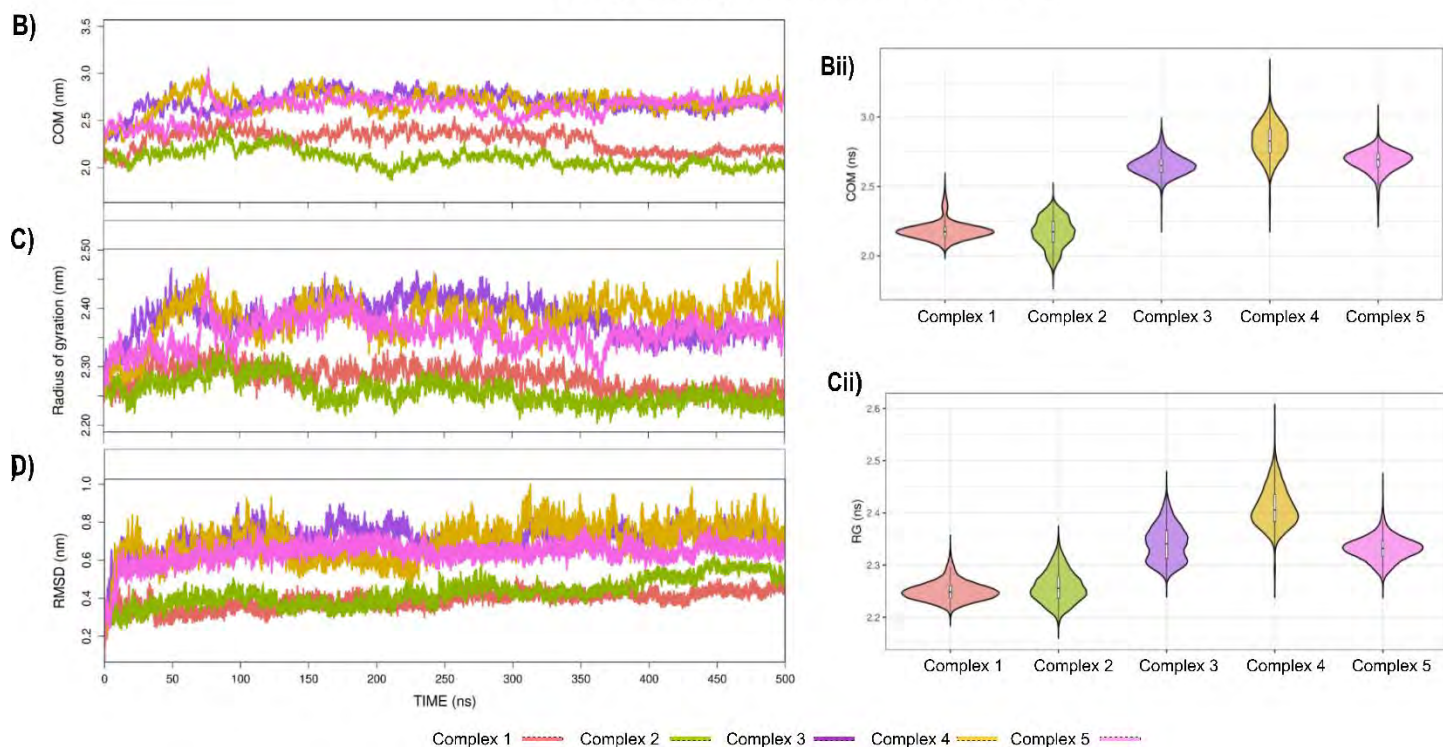 B)
3.5
3.0
2.5
2.0
COM (nm)
C)
2.50
2.40
2.30
2.20
Radius of gyration (nm)
D)
1.0
0.8
0.6
0.4
0.2
RMSD (nm)
0 50 100 150 200 250 300 350 400 450 500
TIME (ns)
Bii)
3.0
2.5
2.0
COM (ns)
Complex 1 Complex 2 Complex 3 Complex 4 Complex 5
Cii)
2.6
2.5
2.4
2.3
2.2
RG (ns)
Complex 1 Complex 2 Complex 3 Complex 4 Complex 5
Complex 1 Complex 2 Complex 3 Complex 4 Complex 5